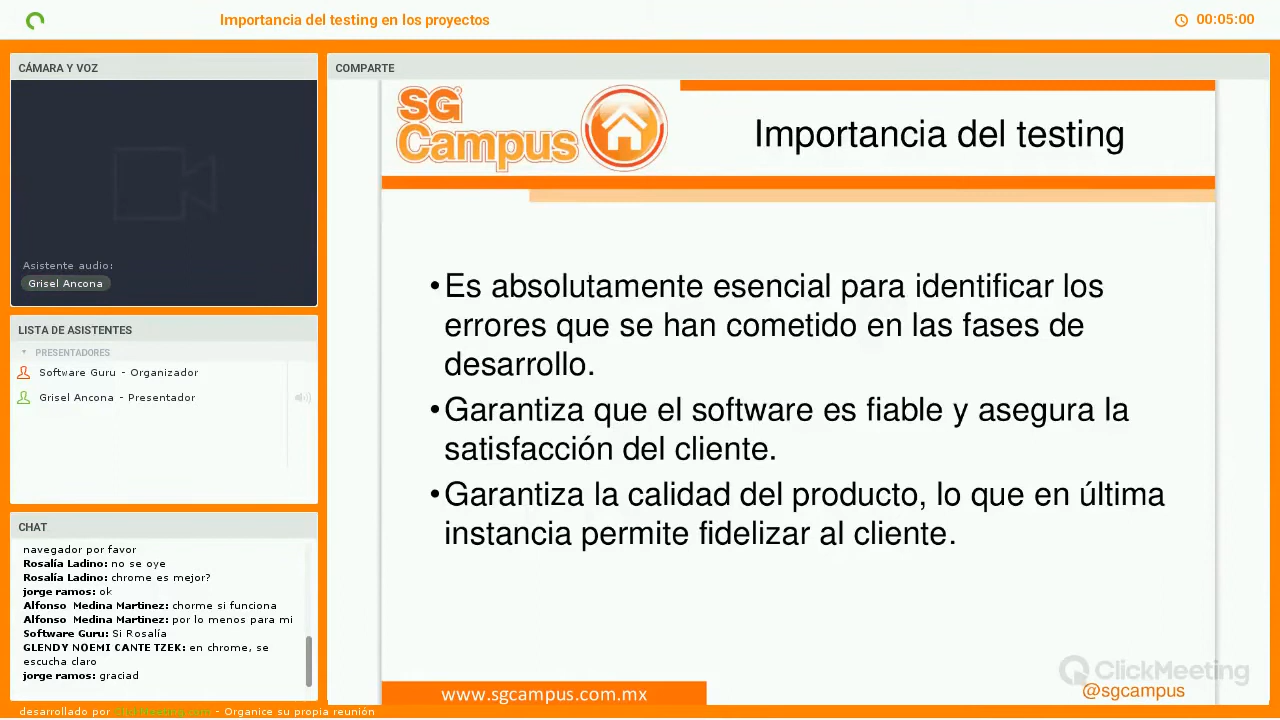 Importancia del testing en los proyectos
00:05:00
CÁMARA Y VOZ
Asistente audio:
Grisel Ancona
LISTA DE ASISTENTES
PRESENTADORES
Software Guru - Organizador
Grisel Ancona - Presentador
CHAT
navegador por favor
Rosalía Ladino: no se oye
Rosalía Ladino: chrome es mejor?
jorge ramos: ok
Alfonso Medina Martinez: chorme si funciona
Alfonso Medina Martinez: por lo menos para mi
Software Guru: Si Rosalía
GLENDY NOEMI CANTE TZEK: en chrome, se
escucha claro
jorge ramos: graciad
desarrollado por ClickMeeting.com - Organice su propia reunión
COMPARTE
SG
Campus
Importancia del testing
•Es absolutamente esencial para identificar los
errores que se han cometido en las fases de
desarrollo.
•Garantiza que el software es fiable y asegura la
satisfacción del cliente.
•Garantiza la calidad del producto, lo que en última
instancia permite fidelizar al cliente.
www.sgcampus.com.mx
ClickMeeting
@sgcampus